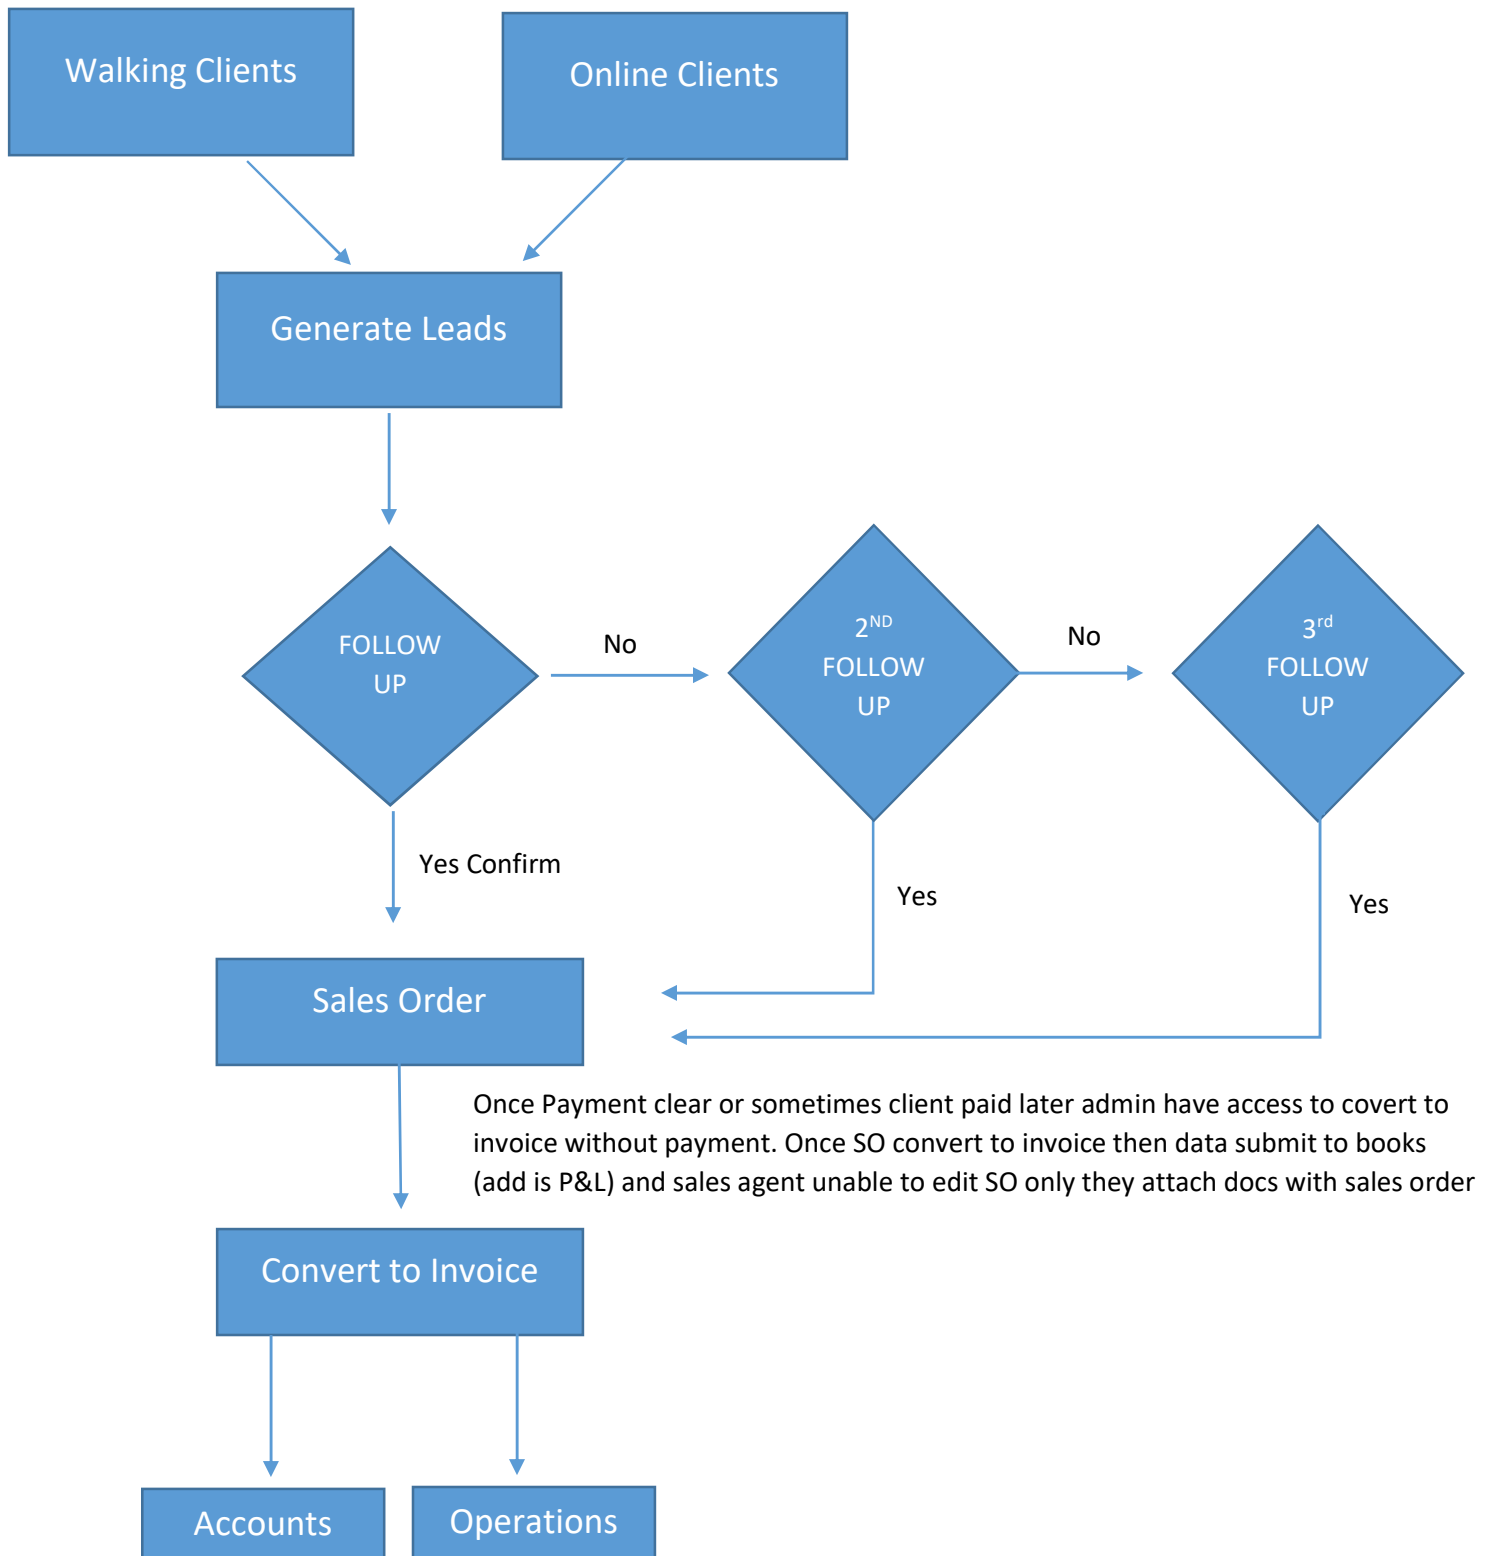 Walking Clients
Online Clients
Generate Leads
FOLLOW
UP
No
2ND
FOLLOW
UP
No
3rd
FOLLOW
UP
Yes Confirm
Yes
Yes
Sales Order
Once Payment clear or sometimes client paid later admin have access to covert to
invoice without payment. Once SO convert to invoice then data submit to books
(add is P&L) and sales agent unable to edit SO only they attach docs with sales order
Convert to Invoice
Accounts
Operations